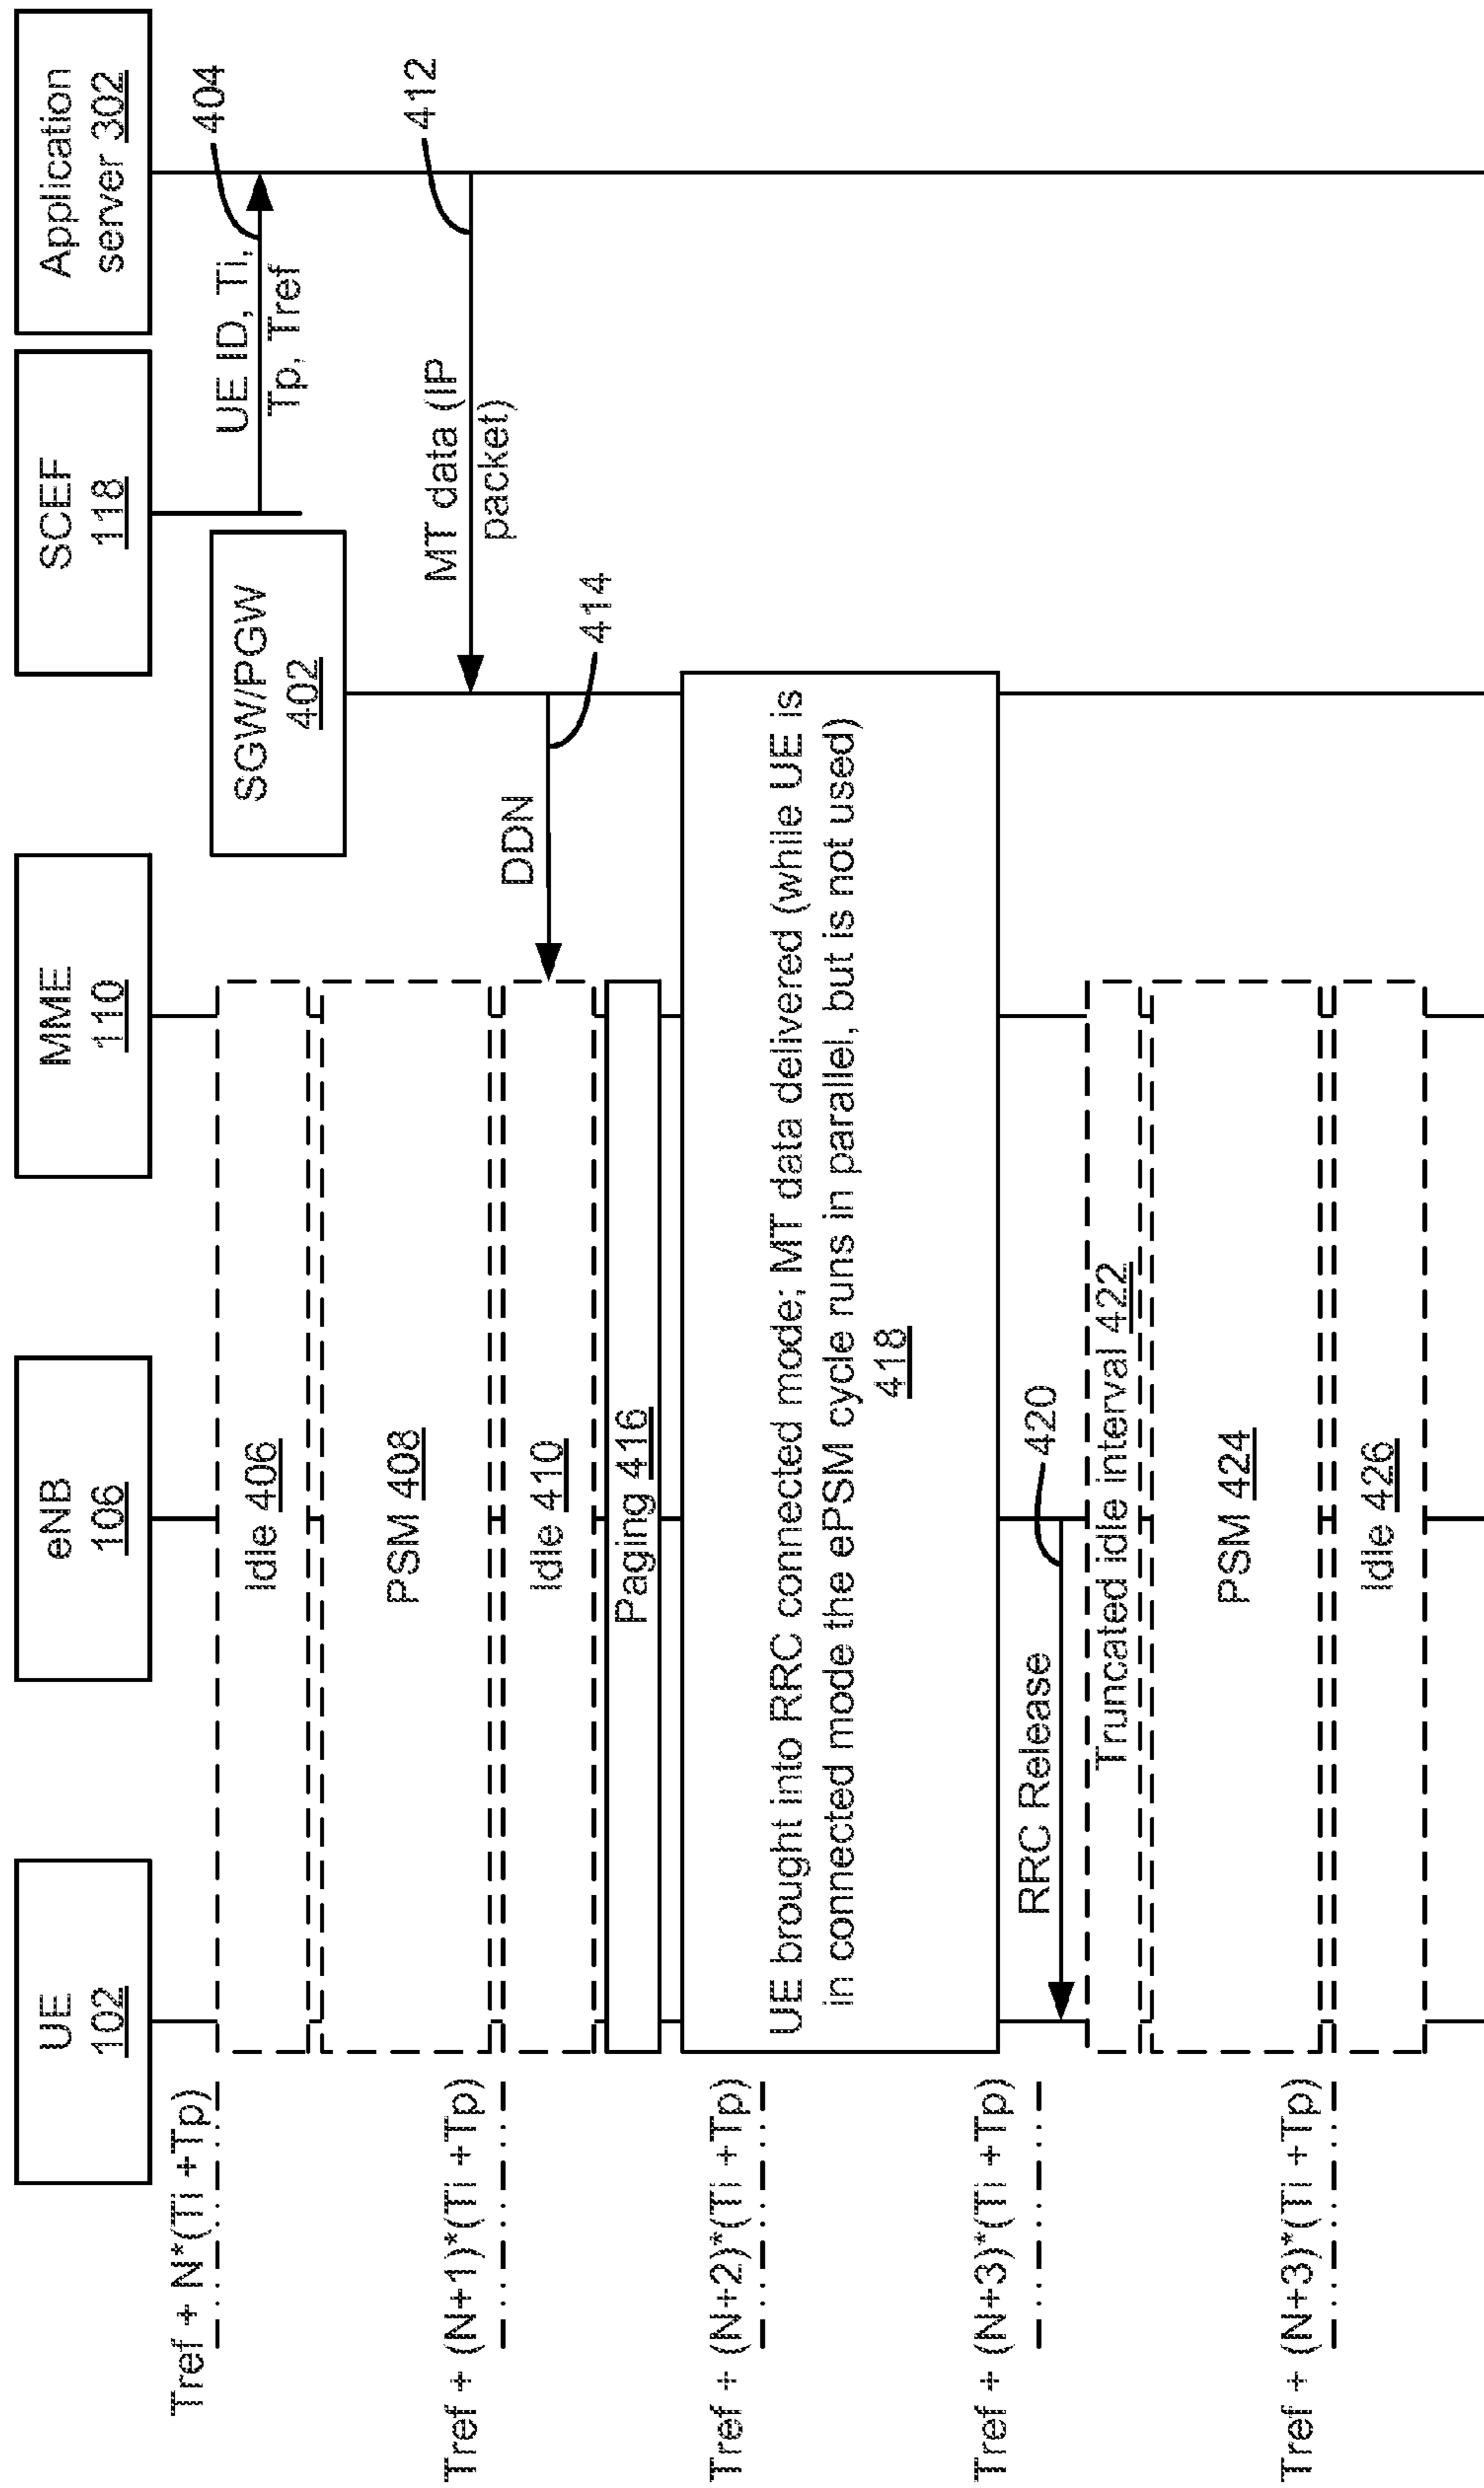 UE
102
eNB
106
MME
110
SCEF
118
Application
server 302
SGW/PGW
402
Tref + N*(Ti +Tp)
UE ID, Ti,
Tp, Tref
404
Idle 406
PSM 408
MT data (IP
packet)
412
Tref + (N+1)*(Ti +Tp)
Idle 410
DDN
414
Paging 416
Tref + (N+2)*(Ti +Tp)
UE brought into RRC connected mode; MT data delivered (while UE is
in connected mode the ePSM cycle runs in parallel, but is not used)
418
Tref + (N+3)*(Ti +Tp)
RRC Release
420
Truncated idle interval 422
PSM 424
Tref + (N+3)*(Ti +Tp)
Idle 426